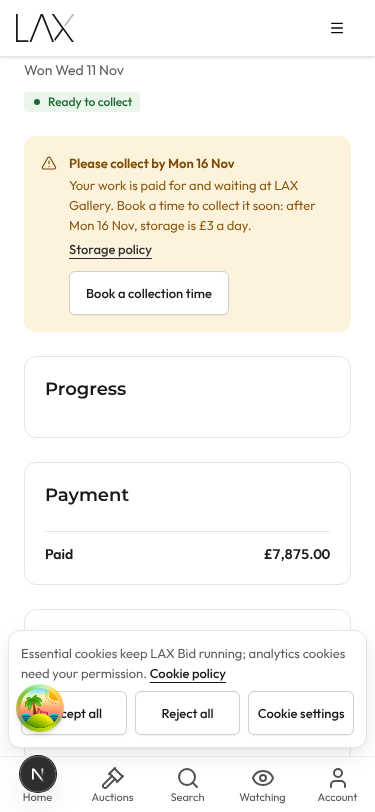 LAX
Won Wed 11 Nov
Ready to collect
Please collect by Mon 16 Nov
Your work is paid for and waiting at LAX
Gallery. Book a time to collect it soon: after
Mon 16 Nov, storage is £3 a day.
Storage policy
Book a collection time
Progress
Payment
Paid £7,875.00
Essential cookies keep LAX Bid running; analytics cookies
need your permission. Cookie policy
cept all Reject all Cookie settings
N
Home Auctions Search Watching Account